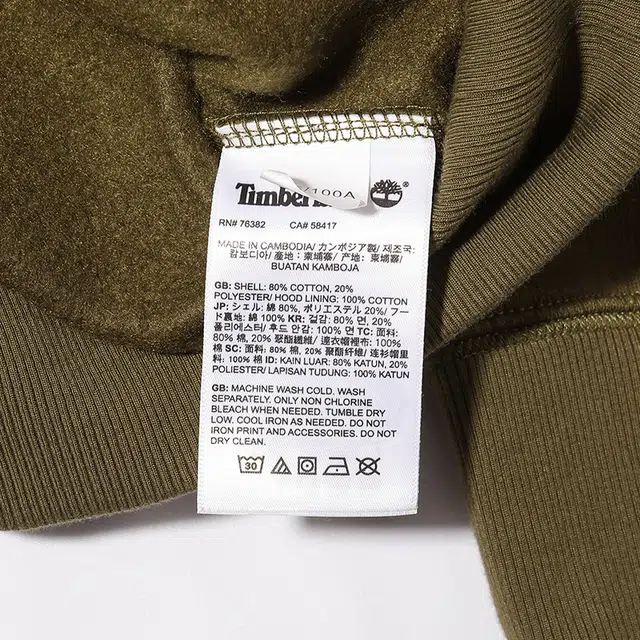 Timber
/100A
®
RN# 76382 CA# 58417
MADE IN CAMBODIA/ カンボジア製/ 제조국:
캄보디아/ 產地: 柬埔寨/ 产地: 柬埔寨/
BUATAN KAMBOJA
GB: SHELL: 80% COTTON, 20%
POLYESTER/ HOOD LINING: 100% COTTON
JP: シェル: 綿 80%, ポリエステル 20%/ フー
ド裏地: 綿 100% KR: 겉감: 80% 면, 20%
폴리에스터/ 후드 안감: 100% 면 TC: 面料:
80% 棉, 20% 聚酯纖維/ 連衣帽裡布: 100%
棉 SC: 面料: 80% 棉, 20% 聚酯纤维/ 连衫帽里
料: 100% 棉 ID: KAIN LUAR: 80% KATUN, 20%
POLIESTER/ LAPISAN TUDUNG: 100% KATUN
GB: MACHINE WASH COLD. WASH
SEPARATELY. ONLY NON CHLORINE
BLEACH WHEN NEEDED. TUMBLE DRY
LOW. COOL IRON AS NEEDED. DO NOT
IRON PRINT AND ACCESSORIES. DO NOT
DRY CLEAN.
30